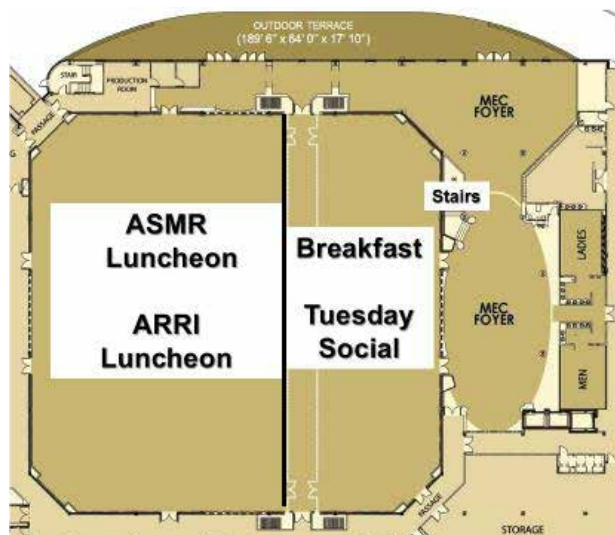 OUTDOOR TERRACE
(189' 6" x 64' 0" x 17' 10")
STAIR
PRODUCTION
ROOM
PASSAGE
MEC
FOYER
Stairs
ASMR
Luncheon
ARRI
Luncheon
Breakfast
Tuesday
Social
MEC
FOYER
LADIES
MEN
PASSAGE
STORAGE